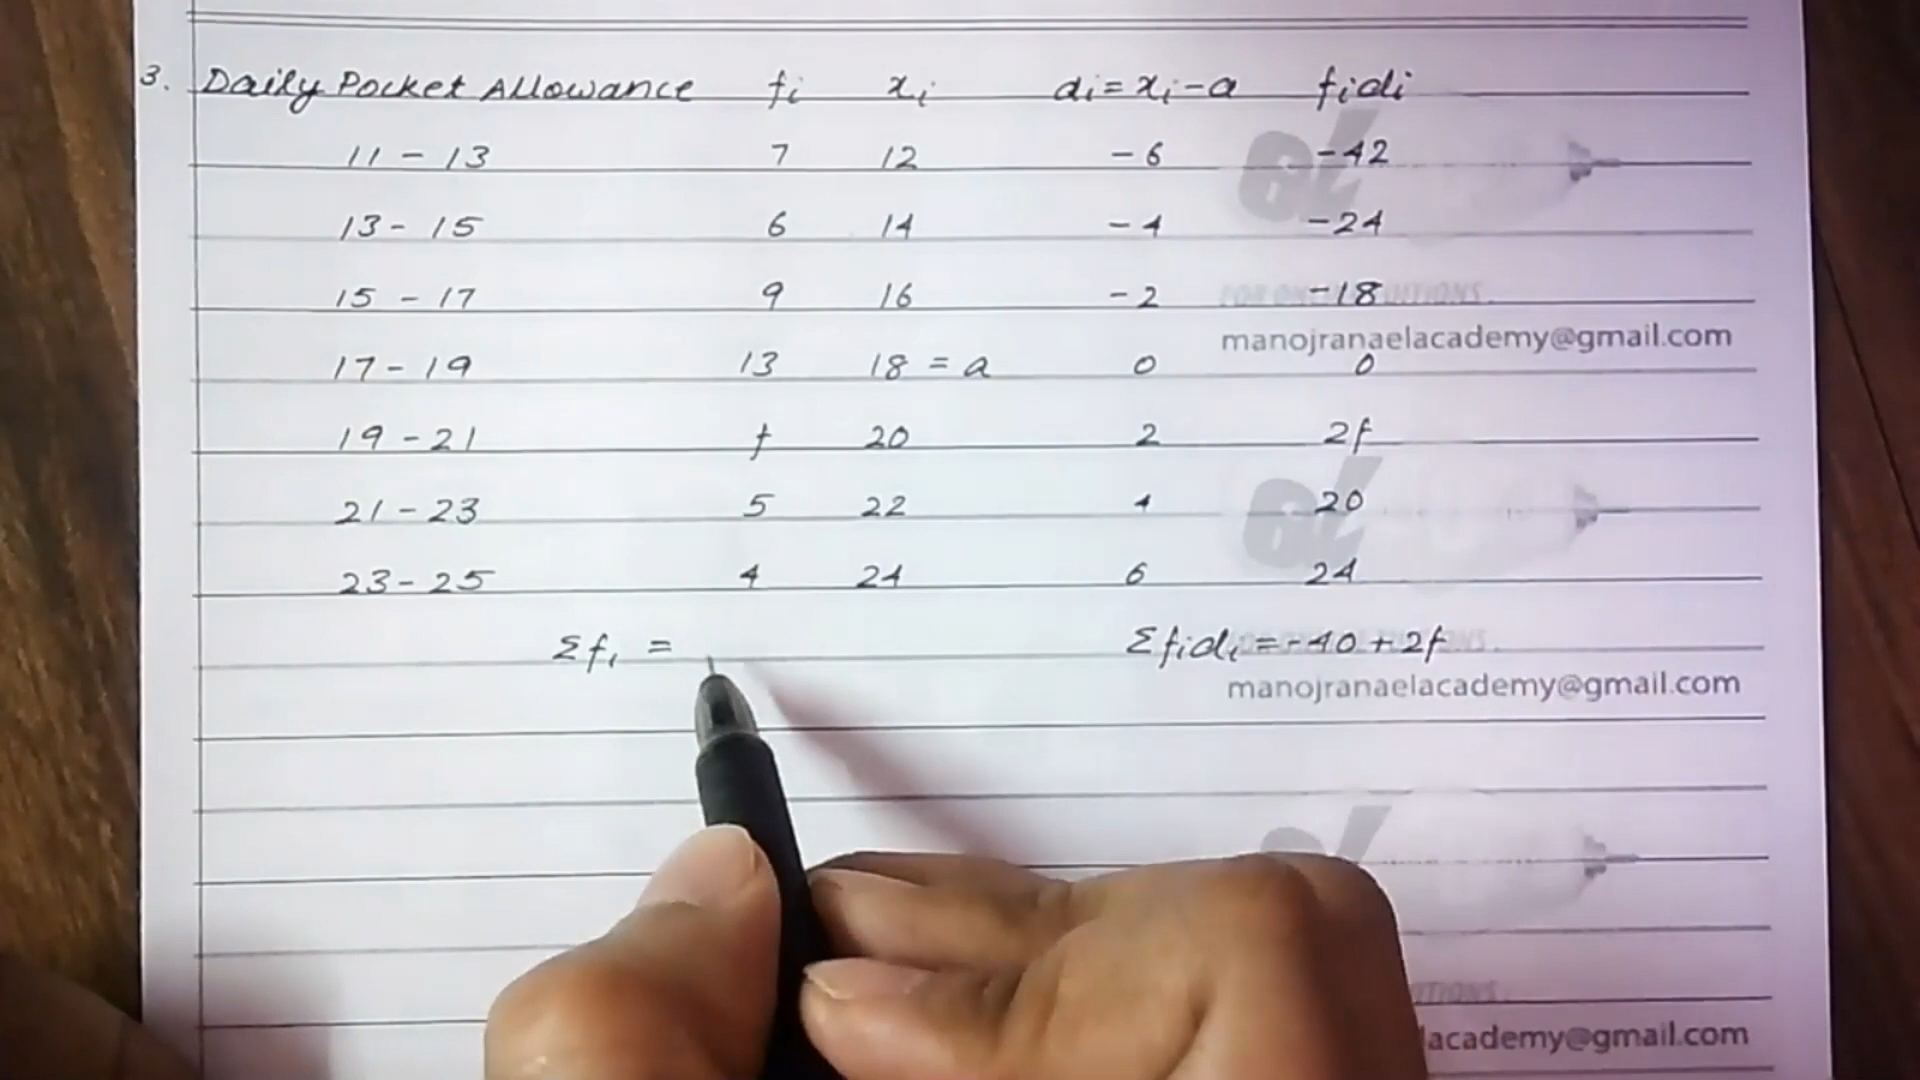 3. Daily Pocket Allowance fi xi di = xi - a fidi
11 - 13 7 12 - 6 -42
13 - 15 6 14 - 4 -24
15 - 17 9 16 - 2 -18
manojranaelacademy@gmail.com
17 - 19 13 18 = a 0 0
19 - 21 f 20 2 2f
21 - 23 5 22 4 20
23 - 25 4 24 6 24
Σfi = Σfidi = -40 + 2f
manojranaelacademy@gmail.com
lacademy@gmail.com